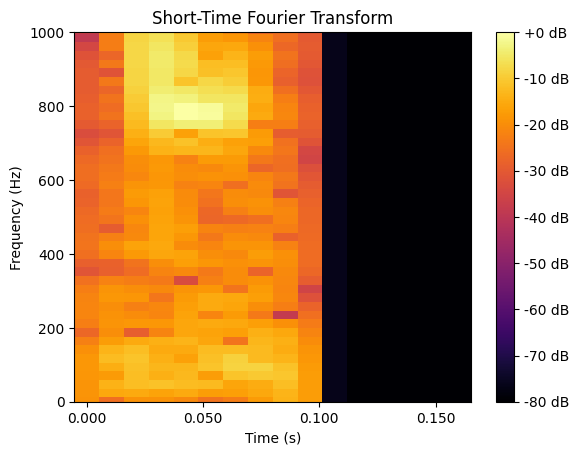 Short-Time Fourier Transform
1000
800
600
400
200
0
Frequency (Hz)
0.000
0.050
0.100
0.150
Time (s)
+0 dB
-10 dB
-20 dB
-30 dB
-40 dB
-50 dB
-60 dB
-70 dB
-80 dB